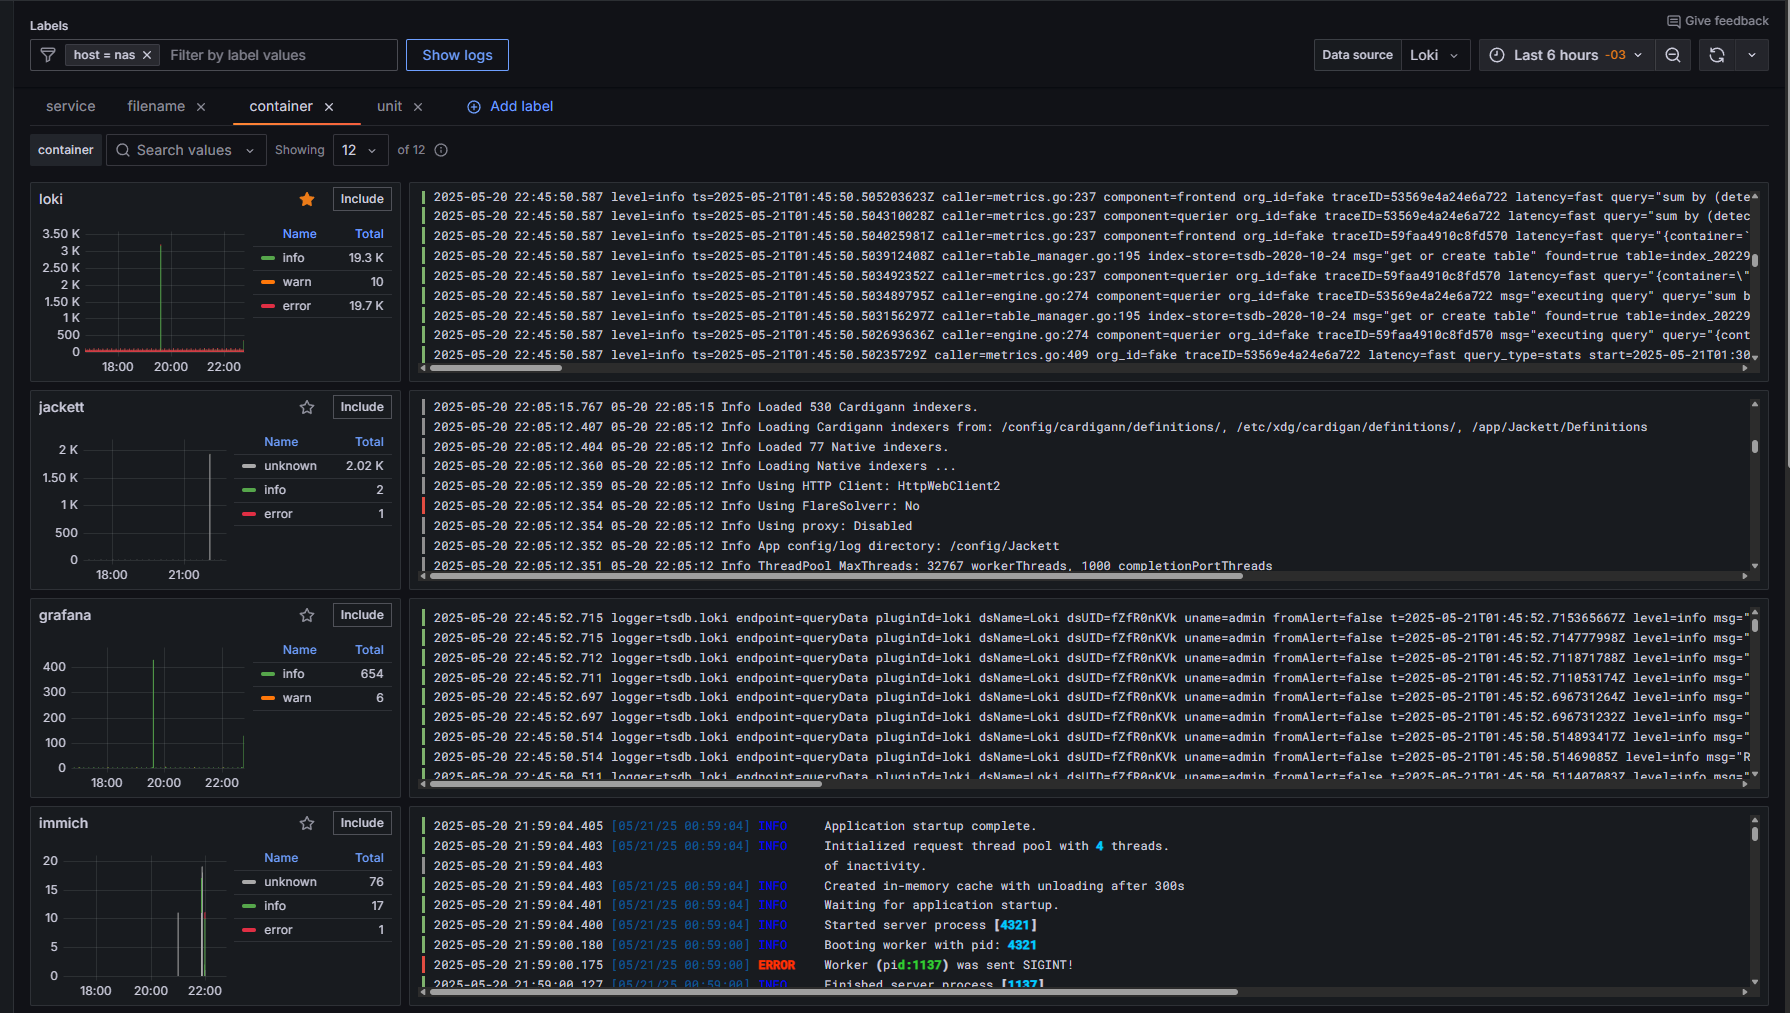 Labels
Give feedback
host = nas
Filter by label values
Show logs
Data source
Loki
Last 6 hours -03
service
filename
container
unit
Add label
container
Search values
Showing
12
of 12
loki
Include
Name Total
info 19.3 K
warn 10
error 19.7 K
3.50 K
3 K
2.50 K
2 K
1.50 K
1 K
500
0
18:00 20:00 22:00
2025-05-20 22:45:50.587 level=info ts=2025-05-21T01:45:50.505203623Z caller=metrics.go:237 component=frontend org_id=fake traceID=53569e4a24e6a722 latency=fast query="sum by (dete
2025-05-20 22:45:50.587 level=info ts=2025-05-21T01:45:50.504310028Z caller=metrics.go:237 component=querier org_id=fake traceID=53569e4a24e6a722 latency=fast query="sum by (detec
2025-05-20 22:45:50.587 level=info ts=2025-05-21T01:45:50.504025981Z caller=metrics.go:237 component=frontend org_id=fake traceID=59faa4910c8fd570 latency=fast query="{container=`
2025-05-20 22:45:50.587 level=info ts=2025-05-21T01:45:50.503912408Z caller=table_manager.go:195 index-store=tsdb-2020-10-24 msg="get or create table" found=true table=index_20229
2025-05-20 22:45:50.587 level=info ts=2025-05-21T01:45:50.503492352Z caller=metrics.go:237 component=querier org_id=fake traceID=59faa4910c8fd570 latency=fast query="{container=\"
2025-05-20 22:45:50.587 level=info ts=2025-05-21T01:45:50.503489795Z caller=engine.go:274 component=querier org_id=fake traceID=53569e4a24e6a722 msg="executing query" query="sum b
2025-05-20 22:45:50.587 level=info ts=2025-05-21T01:45:50.503156297Z caller=table_manager.go:195 index-store=tsdb-2020-10-24 msg="get or create table" found=true table=index_20229
2025-05-20 22:45:50.587 level=info ts=2025-05-21T01:45:50.502693636Z caller=engine.go:274 component=querier org_id=fake traceID=59faa4910c8fd570 msg="executing query" query="{cont
2025-05-20 22:45:50.587 level=info ts=2025-05-21T01:45:50.50235729Z caller=metrics.go:409 org_id=fake traceID=53569e4a24e6a722 latency=fast query_type=stats start=2025-05-21T01:30
jackett
Include
Name Total
unknown 2.02 K
info 2
error 1
2 K
1.50 K
1 K
500
0
18:00 21:00
2025-05-20 22:05:15.767 05-20 22:05:15 Info Loaded 530 Cardigann indexers.
2025-05-20 22:05:12.407 05-20 22:05:12 Info Loading Cardigann indexers from: /config/cardigann/definitions/, /etc/xdg/cardigan/definitions/, /app/Jackett/Definitions
2025-05-20 22:05:12.404 05-20 22:05:12 Info Loaded 77 Native indexers.
2025-05-20 22:05:12.360 05-20 22:05:12 Info Loading Native indexers ...
2025-05-20 22:05:12.359 05-20 22:05:12 Info Using HTTP Client: HttpWebClient2
2025-05-20 22:05:12.354 05-20 22:05:12 Info Using FlareSolverr: No
2025-05-20 22:05:12.354 05-20 22:05:12 Info Using proxy: Disabled
2025-05-20 22:05:12.352 05-20 22:05:12 Info App config/log directory: /config/Jackett
2025-05-20 22:05:12.351 05-20 22:05:12 Info ThreadPool MaxThreads: 32767 workerThreads, 1000 completionPortThreads
grafana
Include
Name Total
info 654
warn 6
400
300
200
100
0
18:00 20:00 22:00
2025-05-20 22:45:52.715 logger=tsdb.loki endpoint=queryData pluginId=loki dsName=Loki dsUID=fZfR0nKVk uname=admin fromAlert=false t=2025-05-21T01:45:52.715365667Z level=info msg="
2025-05-20 22:45:52.715 logger=tsdb.loki endpoint=queryData pluginId=loki dsName=Loki dsUID=fZfR0nKVk uname=admin fromAlert=false t=2025-05-21T01:45:52.714777998Z level=info msg="
2025-05-20 22:45:52.712 logger=tsdb.loki endpoint=queryData pluginId=loki dsName=Loki dsUID=fZfR0nKVk uname=admin fromAlert=false t=2025-05-21T01:45:52.711871788Z level=info msg="
2025-05-20 22:45:52.711 logger=tsdb.loki endpoint=queryData pluginId=loki dsName=Loki dsUID=fZfR0nKVk uname=admin fromAlert=false t=2025-05-21T01:45:52.711053174Z level=info msg="
2025-05-20 22:45:52.697 logger=tsdb.loki endpoint=queryData pluginId=loki dsName=Loki dsUID=fZfR0nKVk uname=admin fromAlert=false t=2025-05-21T01:45:52.696731264Z level=info msg="
2025-05-20 22:45:52.697 logger=tsdb.loki endpoint=queryData pluginId=loki dsName=Loki dsUID=fZfR0nKVk uname=admin fromAlert=false t=2025-05-21T01:45:52.696731232Z level=info msg="
2025-05-20 22:45:50.514 logger=tsdb.loki endpoint=queryData pluginId=loki dsName=Loki dsUID=fZfR0nKVk uname=admin fromAlert=false t=2025-05-21T01:45:50.514893417Z level=info msg="
2025-05-20 22:45:50.514 logger=tsdb.loki endpoint=queryData pluginId=loki dsName=Loki dsUID=fZfR0nKVk uname=admin fromAlert=false t=2025-05-21T01:45:50.51469085Z level=info msg="R
2025-05-20 22:45:50.511 logger=tsdb.loki endpoint=queryData pluginId=loki dsName=Loki dsUID=fZfR0nKVk uname=admin fromAlert=false t=2025-05-21T01:45:50.511407083Z level=info msg="
immich
Include
Name Total
unknown 76
info 17
error 1
20
15
10
5
0
18:00 20:00 22:00
2025-05-20 21:59:04.405 [05/21/25 00:59:04] INFO Application startup complete.
2025-05-20 21:59:04.403 [05/21/25 00:59:04] INFO Initialized request thread pool with 4 threads.
2025-05-20 21:59:04.403 of inactivity.
2025-05-20 21:59:04.403 [05/21/25 00:59:04] INFO Created in-memory cache with unloading after 300s
2025-05-20 21:59:04.401 [05/21/25 00:59:04] INFO Waiting for application startup.
2025-05-20 21:59:04.400 [05/21/25 00:59:04] INFO Started server process [4321]
2025-05-20 21:59:00.180 [05/21/25 00:59:00] INFO Booting worker with pid: 4321
2025-05-20 21:59:00.175 [05/21/25 00:59:00] ERROR Worker (pid:1137) was sent SIGINT!
2025-05-20 21:59:00.127 [05/21/25 00:59:00] INFO Finished server process [1137]